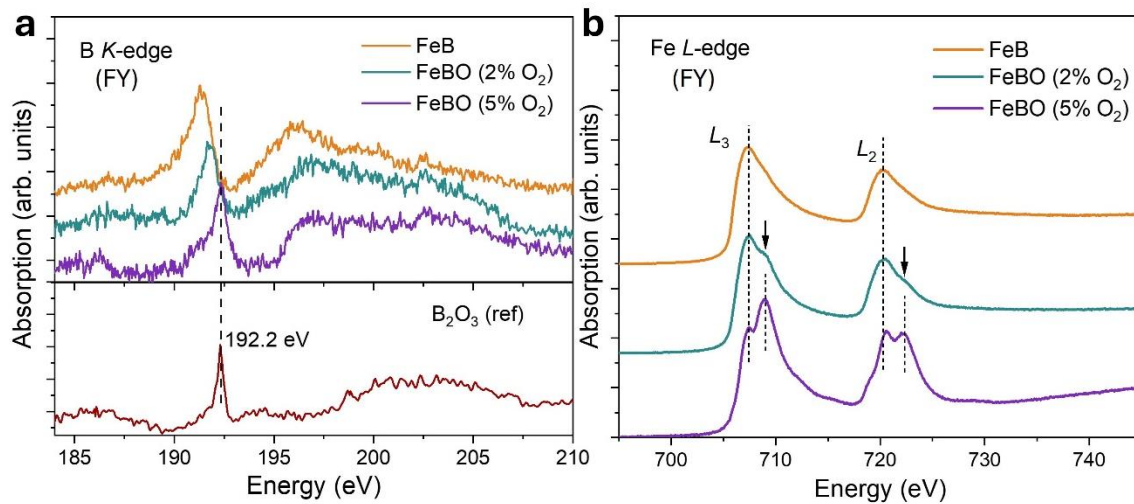 a
B K-edge
(FY)
FeB
FeBO (2% O₂)
FeBO (5% O₂)
Absorption (arb. units)
B₂O₃ (ref)
192.2 eV
185 190 195 200 205 210
Energy (eV)
b
Fe L-edge
(FY)
FeB
FeBO (2% O₂)
FeBO (5% O₂)
L₃
L₂
Absorption (arb. units)
700 710 720 730 740
Energy (eV)